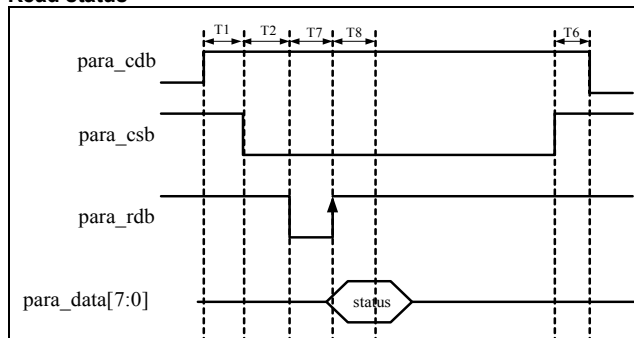 Read status
T1 T2 T7 T8 T6
para_cdb
para_csb
para_rdb
para_data[7:0] status